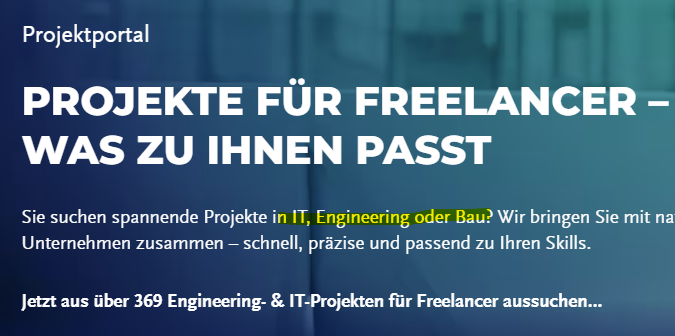 Projektportal
PROJEKTE FÜR FREELANCER –
WAS ZU IHNEN PASST
Sie suchen spannende Projekte in IT, Engineering oder Bau? Wir bringen Sie mit
Unternehmen zusammen – schnell, präzise und passend zu Ihren Skills.
Jetzt aus über 369 Engineering- & IT-Projekten für Freelancer aussuchen...